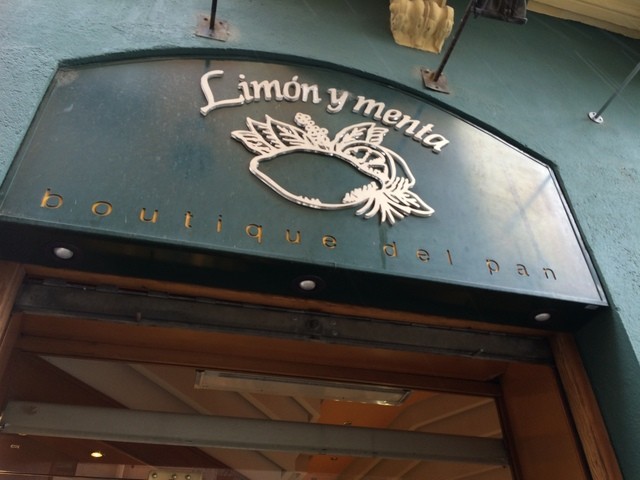 Limón y menta
boutique del pan